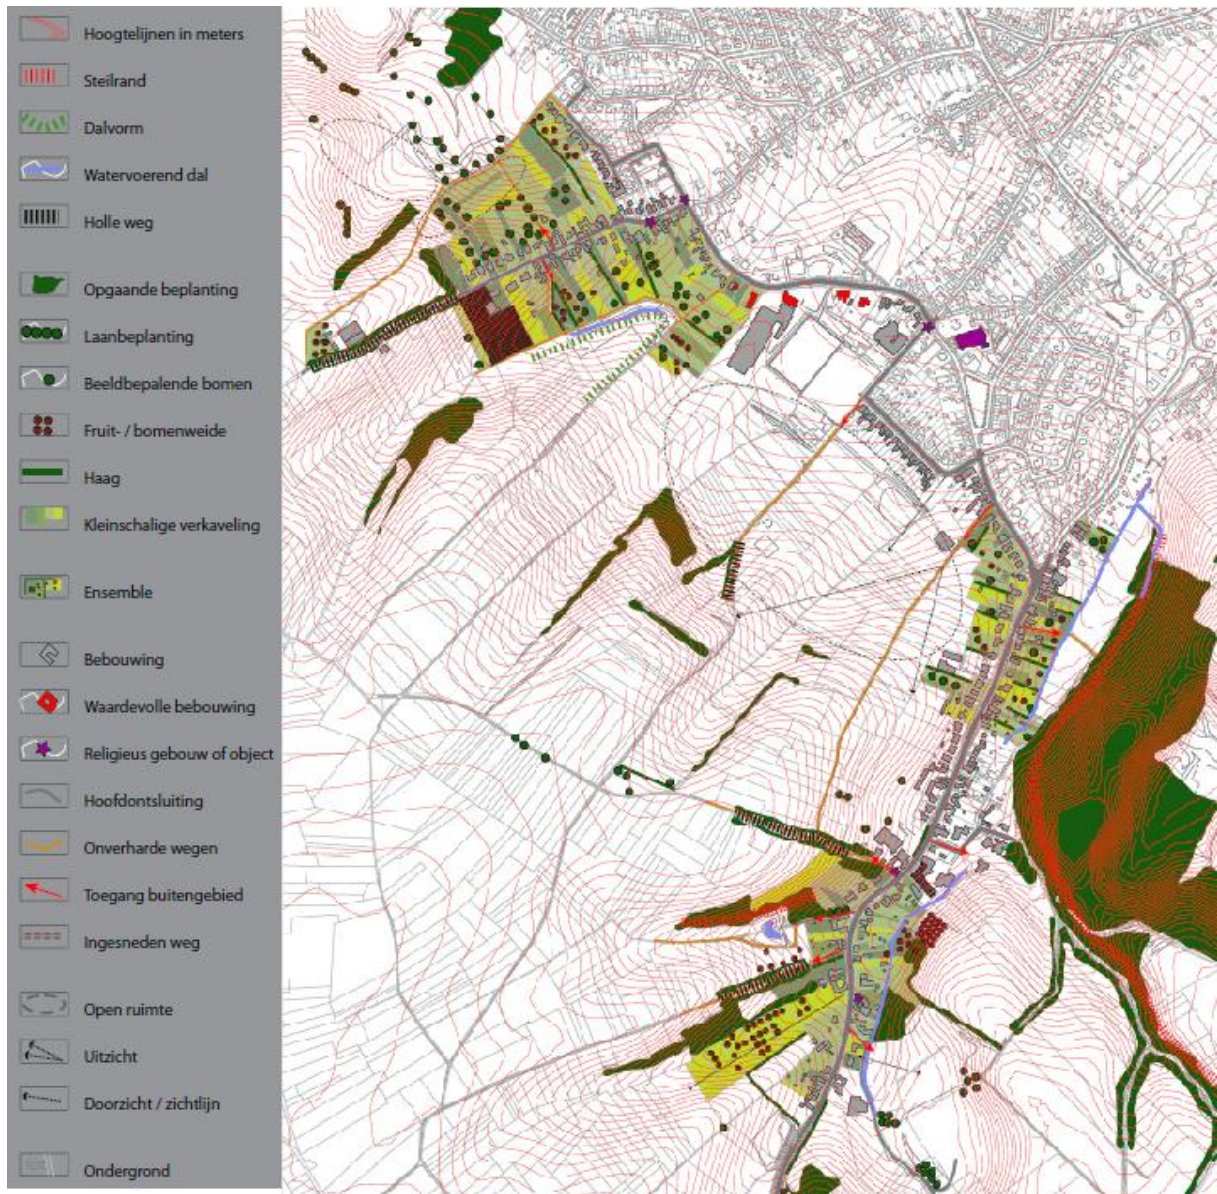 Hoogtelijnen in meters
Steilrand
Dalvorm
Watervoerend dal
Holle weg
Opgaande beplanting
Laanbeplanting
Beeldbepalende bomen
Fruit- / bomenweide
Haag
Kleinschalige verkaveling
Ensemble
Bebouwing
Waardevolle bebouwing
Religieus gebouw of object
Hoofdontsluiting
Onverharde wegen
Toegang buitengebied
Ingesneden weg
Open ruimte
Uitzicht
Doorzicht / zichtlijn
Ondergrond